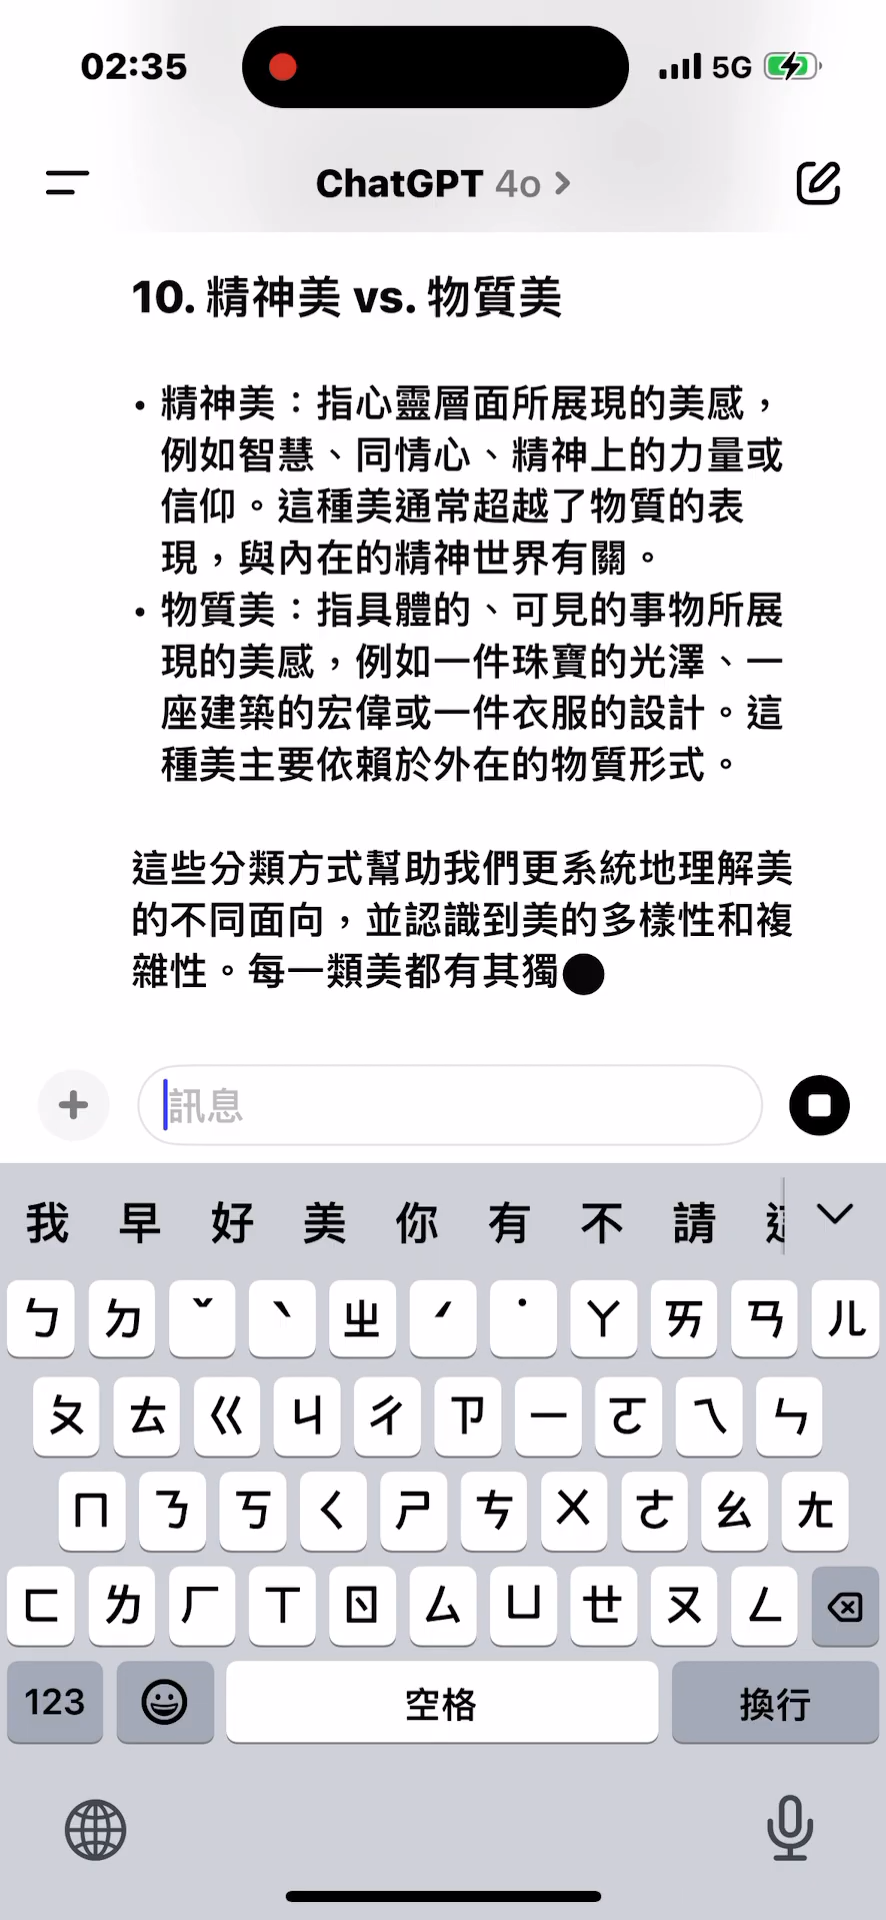 02:35
5G
ChatGPT 4o
10. 精神美 vs. 物質美
• 精神美：指心靈層面所展現的美感，
例如智慧、同情心、精神上的力量或
信仰。這種美通常超越了物質的表
現，與內在的精神世界有關。
• 物質美：指具體的、可見的事物所展
現的美感，例如一件珠寶的光澤、一
座建築的宏偉或一件衣服的設計。這
種美主要依賴於外在的物質形式。
這些分類方式幫助我們更系統地理解美
的不同面向，並認識到美的多樣性和複
雜性。每一類美都有其獨
訊息
我 早 好 美 你 有 不 請
ㄅ ㄉ ˇ ˋ ㄓ ˊ ˙ ㄚ ㄞ ㄢ ㄦ
ㄆ ㄊ ㄍ ㄐ ㄔ ㄗ ㄧ ㄛ ㄟ ㄣ
ㄇ ㄋ ㄎ ㄑ ㄕ ㄘ ㄨ ㄜ ㄠ ㄤ
ㄈ ㄌ ㄏ ㄒ ㄖ ㄙ ㄩ ㄝ ㄡ ㄥ
123 空格 換行